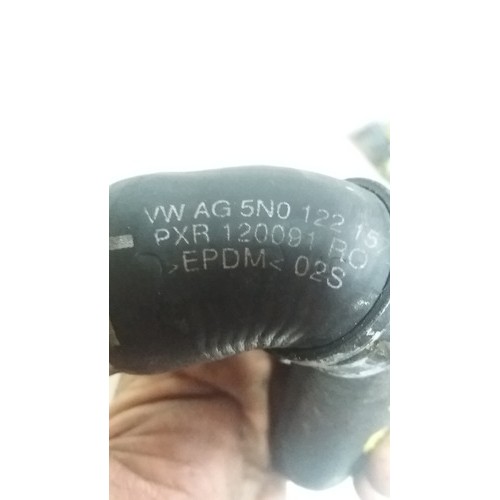 VW AG 5N0 122 15
PXR 120091 RO
>EPDM< 02S